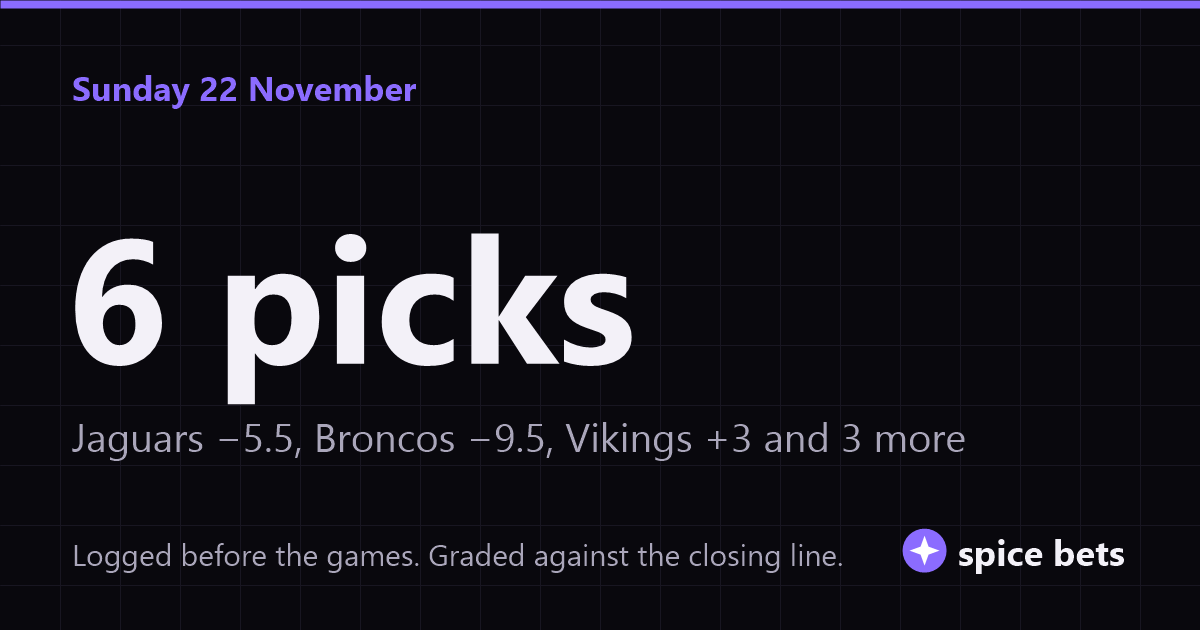 Sunday 22 November
6 picks
Jaguars −5.5, Broncos −9.5, Vikings +3 and 3 more
Logged before the games. Graded against the closing line.
spice bets